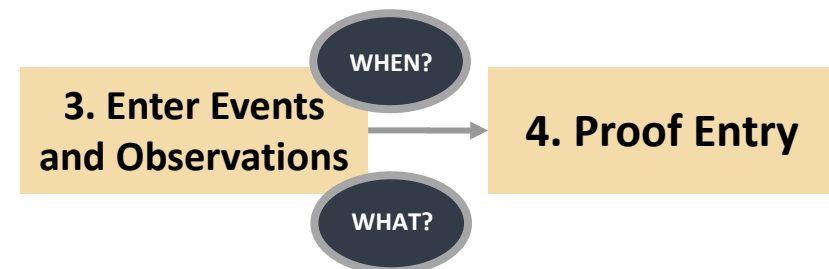 WHEN?
3. Enter Events
and Observations
4. Proof Entry
WHAT?